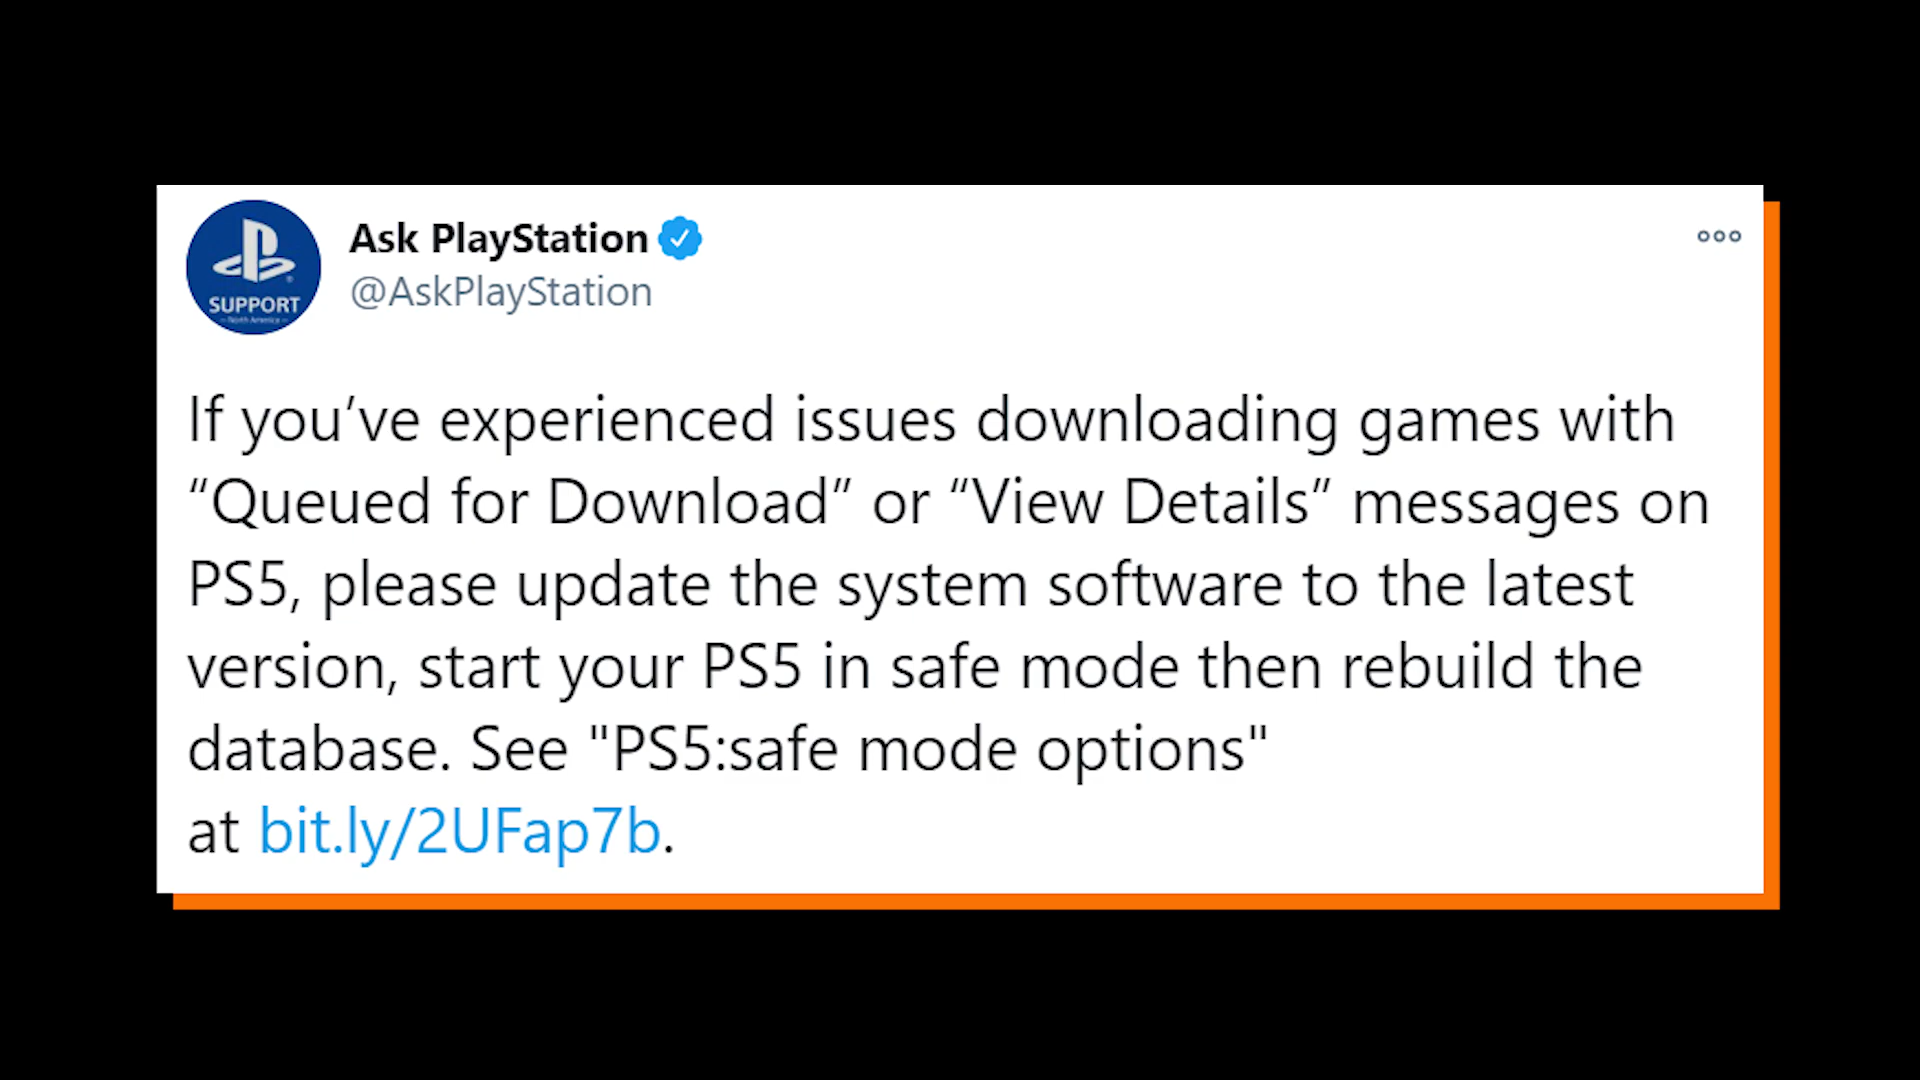 Ask PlayStation
@AskPlayStation
SUPPORT
North America
If you’ve experienced issues downloading games with
“Queued for Download” or “View Details” messages on
PS5, please update the system software to the latest
version, start your PS5 in safe mode then rebuild the
database. See "PS5:safe mode options"
at bit.ly/2UFap7b.